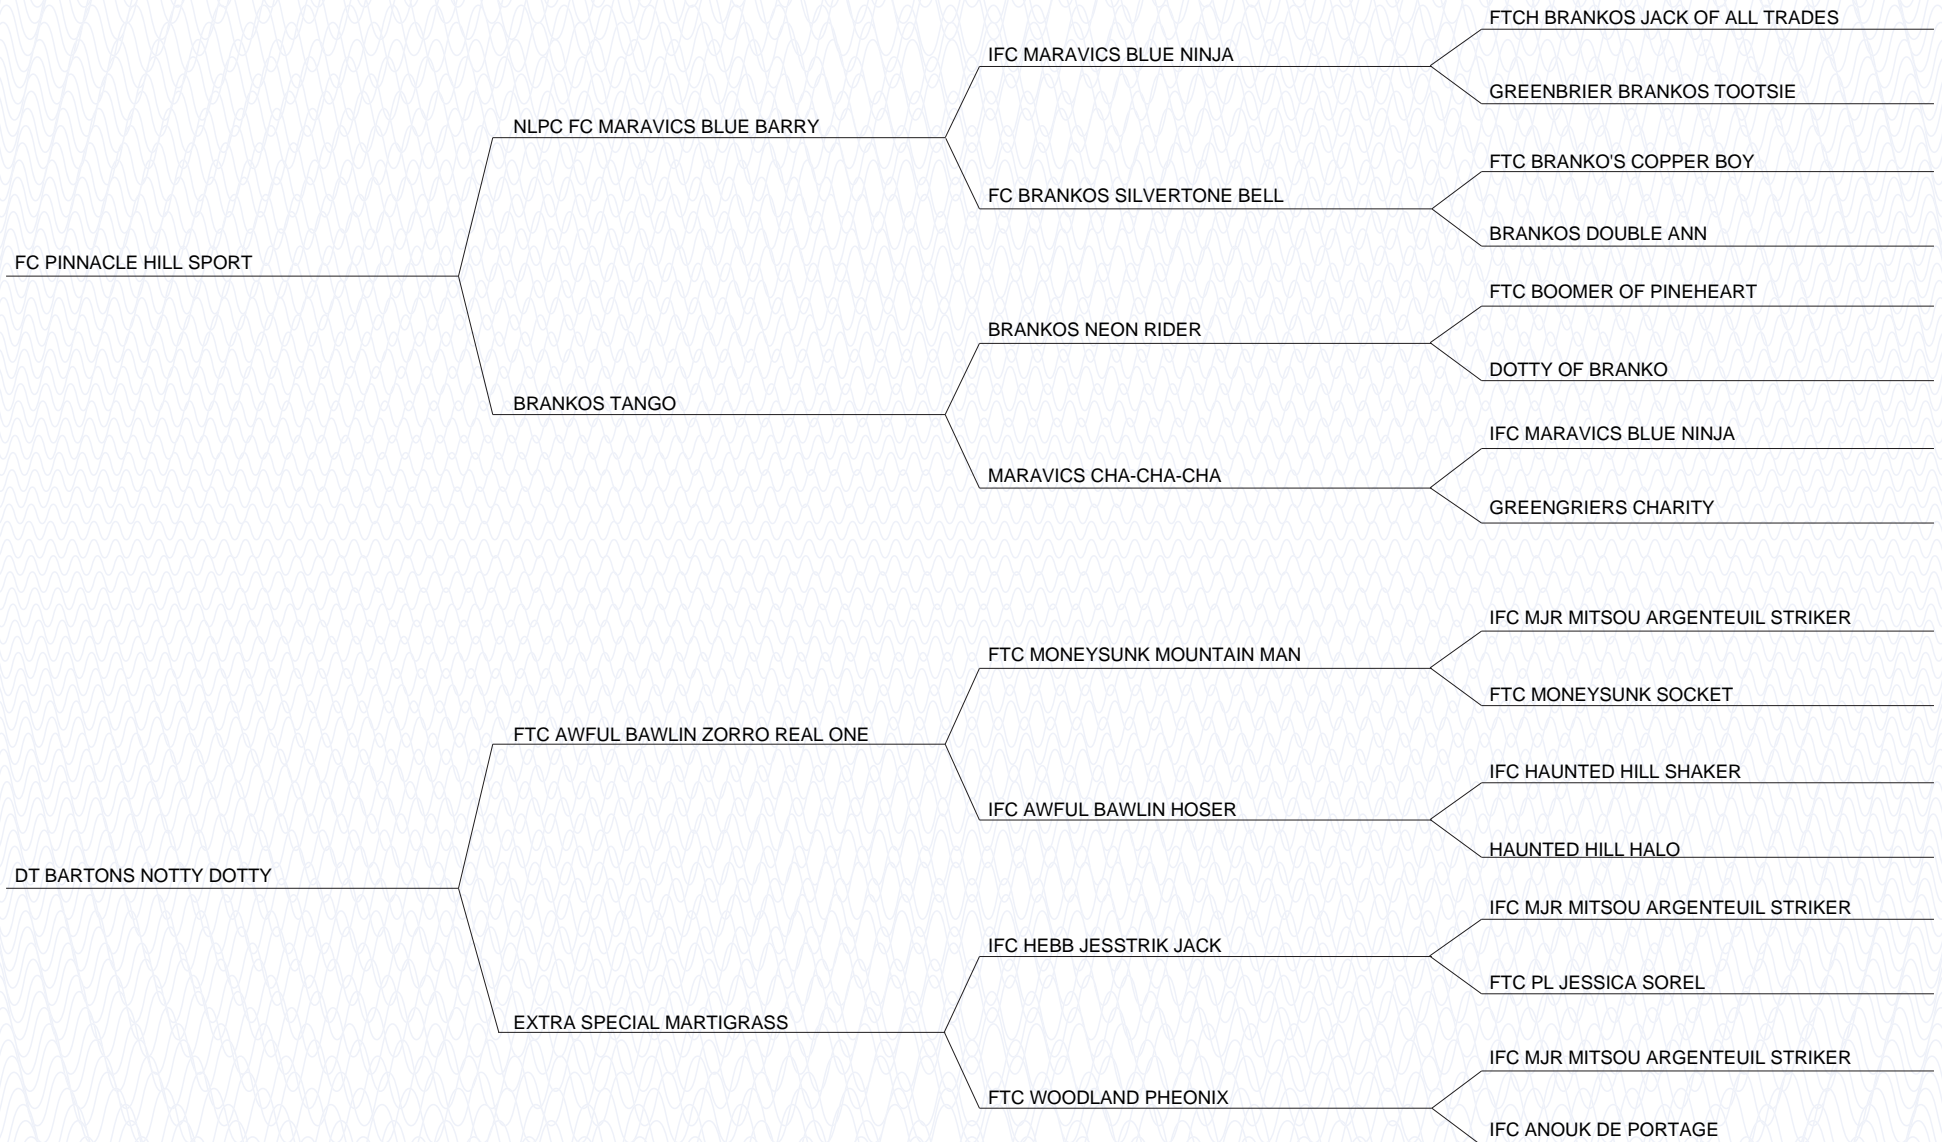 FTCH BRANKOS JACK OF ALL TRADES
IFC MARAVICS BLUE NINJA
GREENBRIER BRANKOS TOOTSIE
NLPC FC MARAVICS BLUE BARRY
FTC BRANKO'S COPPER BOY
FC BRANKOS SILVERTONE BELL
BRANKOS DOUBLE ANN
FC PINNACLE HILL SPORT
FTC BOOMER OF PINEHEART
BRANKOS NEON RIDER
DOTTY OF BRANKO
BRANKOS TANGO
IFC MARAVICS BLUE NINJA
MARAVICS CHA-CHA-CHA
GREENGRIERS CHARITY
IFC MJR MITSOU ARGENTEUIL STRIKER
FTC MONEYSUNK MOUNTAIN MAN
FTC MONEYSUNK SOCKET
FTC AWFUL BAWLIN ZORRO REAL ONE
IFC HAUNTED HILL SHAKER
IFC AWFUL BAWLIN HOSER
HAUNTED HILL HALO
DT BARTONS NOTTY DOTTY
IFC MJR MITSOU ARGENTEUIL STRIKER
IFC HEBB JESSTRIK JACK
FTC PL JESSICA SOREL
EXTRA SPECIAL MARTIGRASS
IFC MJR MITSOU ARGENTEUIL STRIKER
FTC WOODLAND PHEONIX
IFC ANOUK DE PORTAGE